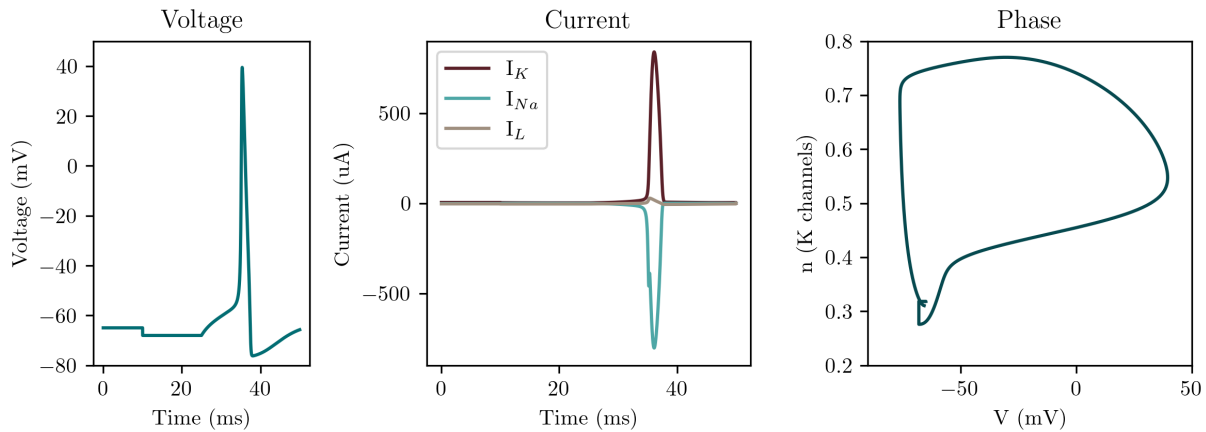 Voltage
40
20
0
−20
−40
−60
−80
Voltage (mV)
0
20
40
Time (ms)
Current
I_K
I_Na
I_L
500
0
−500
Current (uA)
0
20
40
Time (ms)
Phase
0.8
0.7
0.6
0.5
0.4
0.3
0.2
n (K channels)
−50
0
50
V (mV)